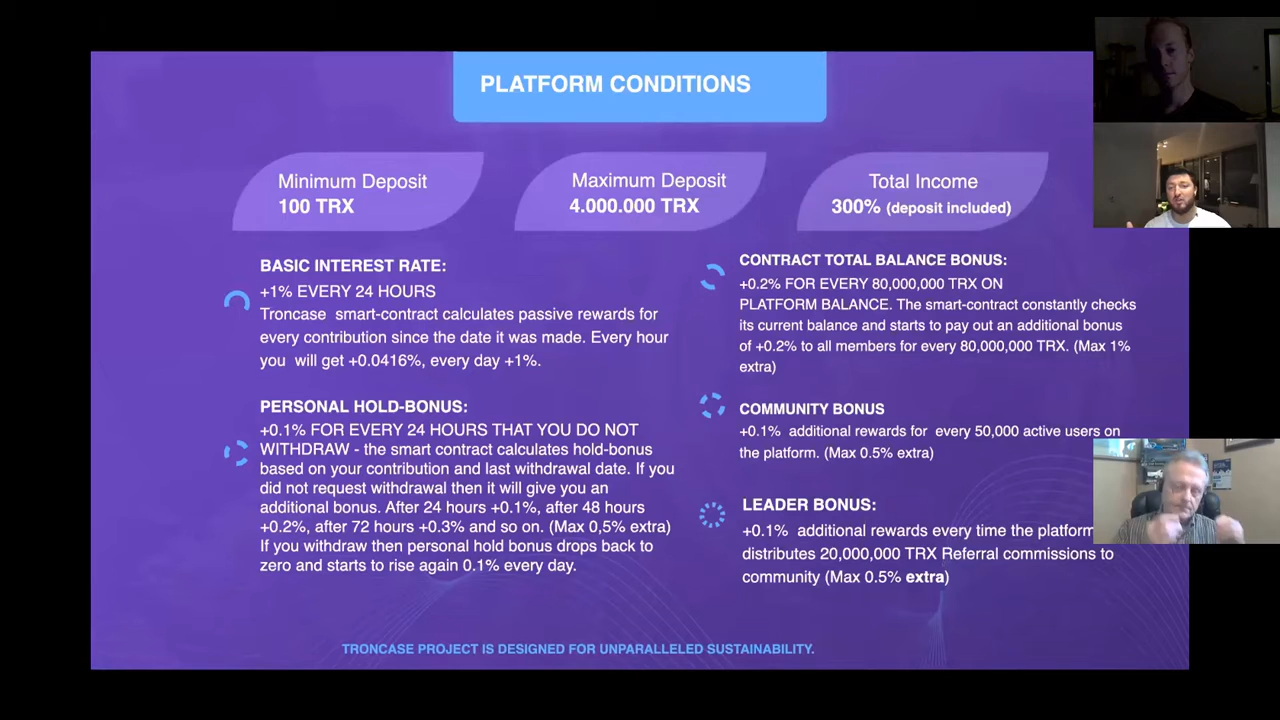 PLATFORM CONDITIONS
Minimum Deposit
100 TRX
Maximum Deposit
4.000.000 TRX
Total Income
300% (deposit included)
BASIC INTEREST RATE:
+1% EVERY 24 HOURS
Troncase smart-contract calculates passive rewards for
every contribution since the date it was made. Every hour
you will get +0.0416%, every day +1%.
PERSONAL HOLD-BONUS:
+0.1% FOR EVERY 24 HOURS THAT YOU DO NOT
WITHDRAW - the smart contract calculates hold-bonus
based on your contribution and last withdrawal date. If you
did not request withdrawal then it will give you an
additional bonus. After 24 hours +0.1%, after 48 hours
+0.2%, after 72 hours +0.3% and so on. (Max 0,5% extra)
If you withdraw then personal hold bonus drops back to
zero and starts to rise again 0.1% every day.
CONTRACT TOTAL BALANCE BONUS:
+0.2% FOR EVERY 80,000,000 TRX ON
PLATFORM BALANCE. The smart-contract constantly checks
its current balance and starts to pay out an additional bonus
of +0.2% to all members for every 80,000,000 TRX. (Max 1%
extra)
COMMUNITY BONUS
+0.1% additional rewards for every 50,000 active users on
the platform. (Max 0.5% extra)
LEADER BONUS:
+0.1% additional rewards every time the platform
distributes 20,000,000 TRX Referral commissions to
community (Max 0.5% extra)
TRONCASE PROJECT IS DESIGNED FOR UNPARALLELED SUSTAINABILITY.